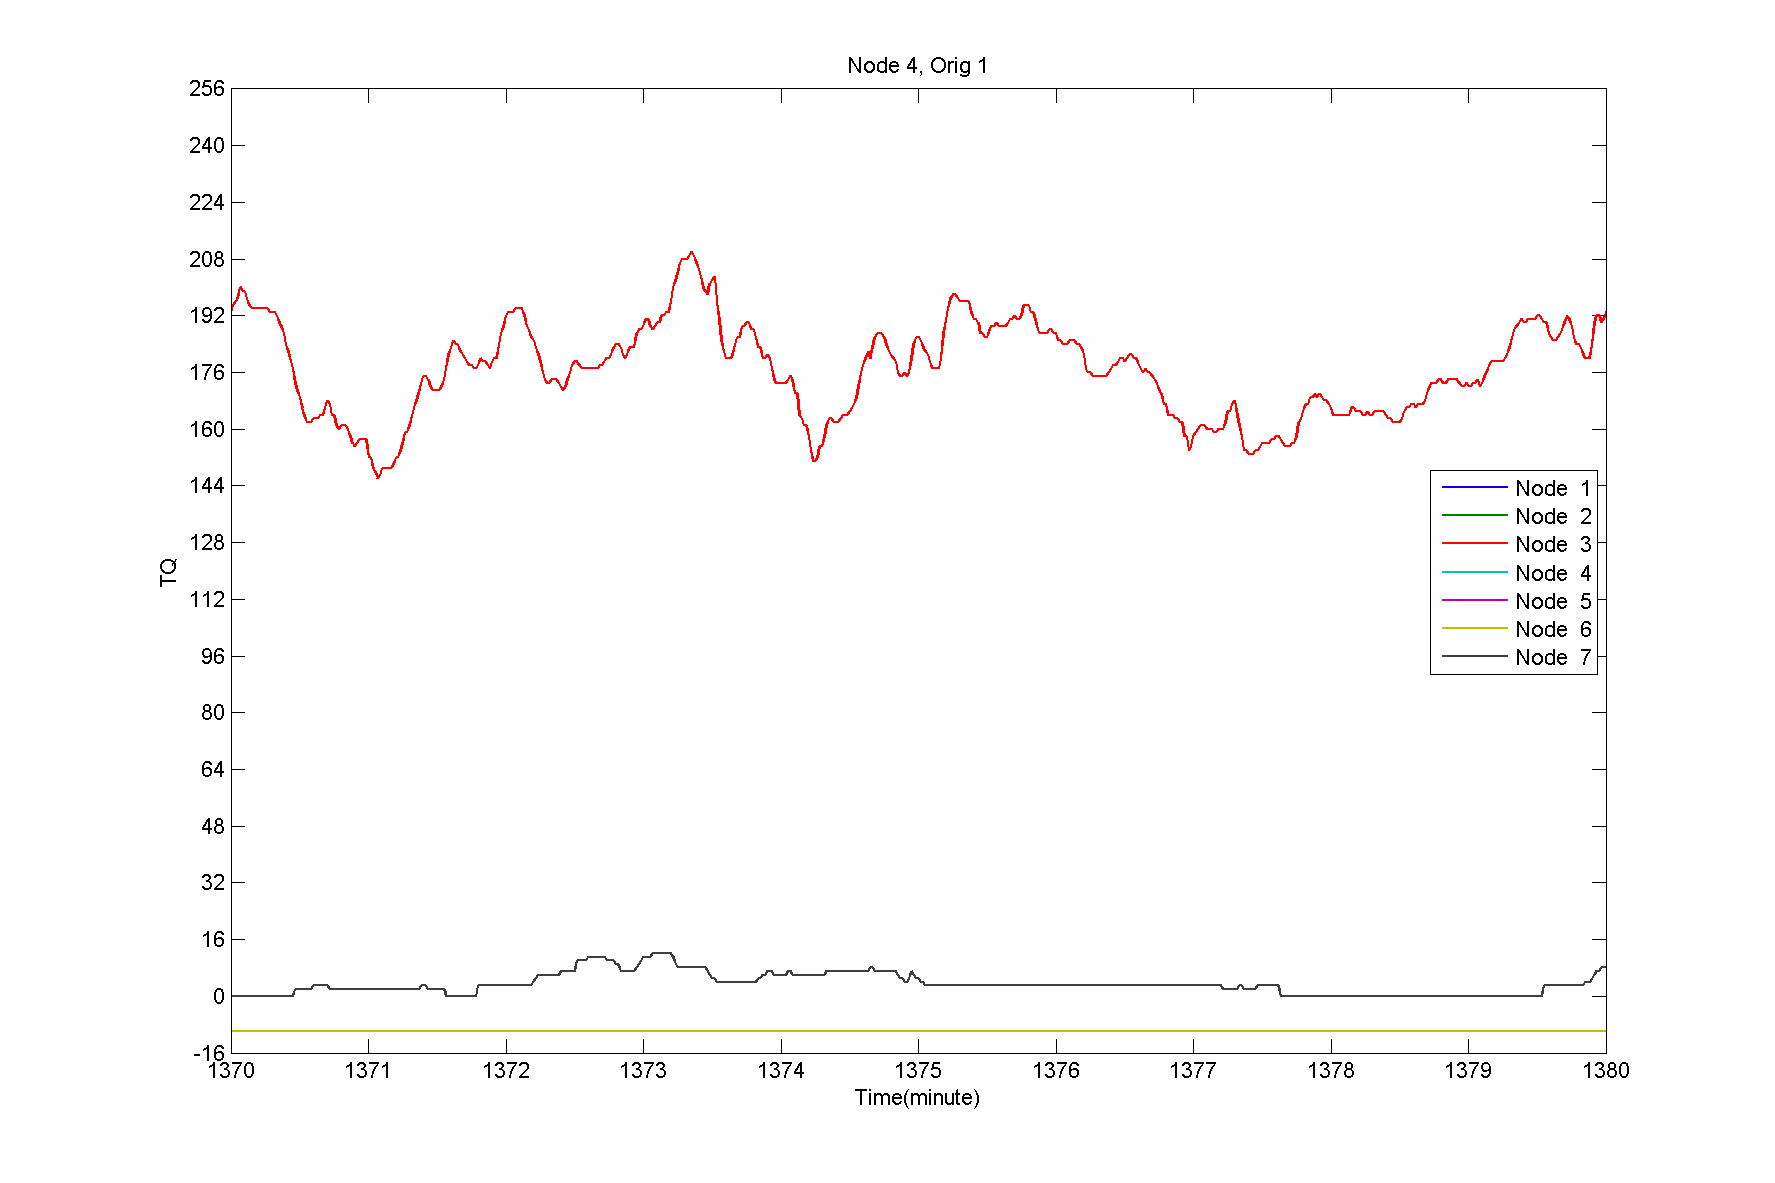 Node 4, Orig 1
256
240
224
208
192
176
160
144
128
112
96
80
64
48
32
16
0
-16
TQ
Node 1
Node 2
Node 3
Node 4
Node 5
Node 6
Node 7
1370 1371 1372 1373 1374 1375 1376 1377 1378 1379 1380
Time(minute)